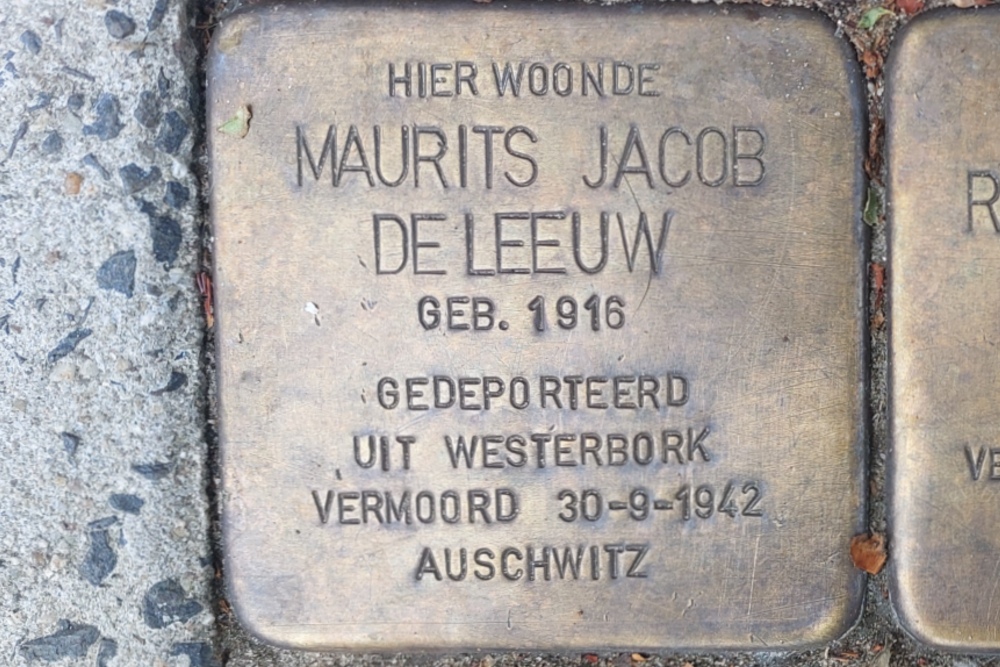 HIER WOONDE
MAURITS JACOB
DE LEEUW
GEB. 1916
GEDEPORTEERD
UIT WESTERBORK
VERMOORD 30-9-1942
AUSCHWITZ